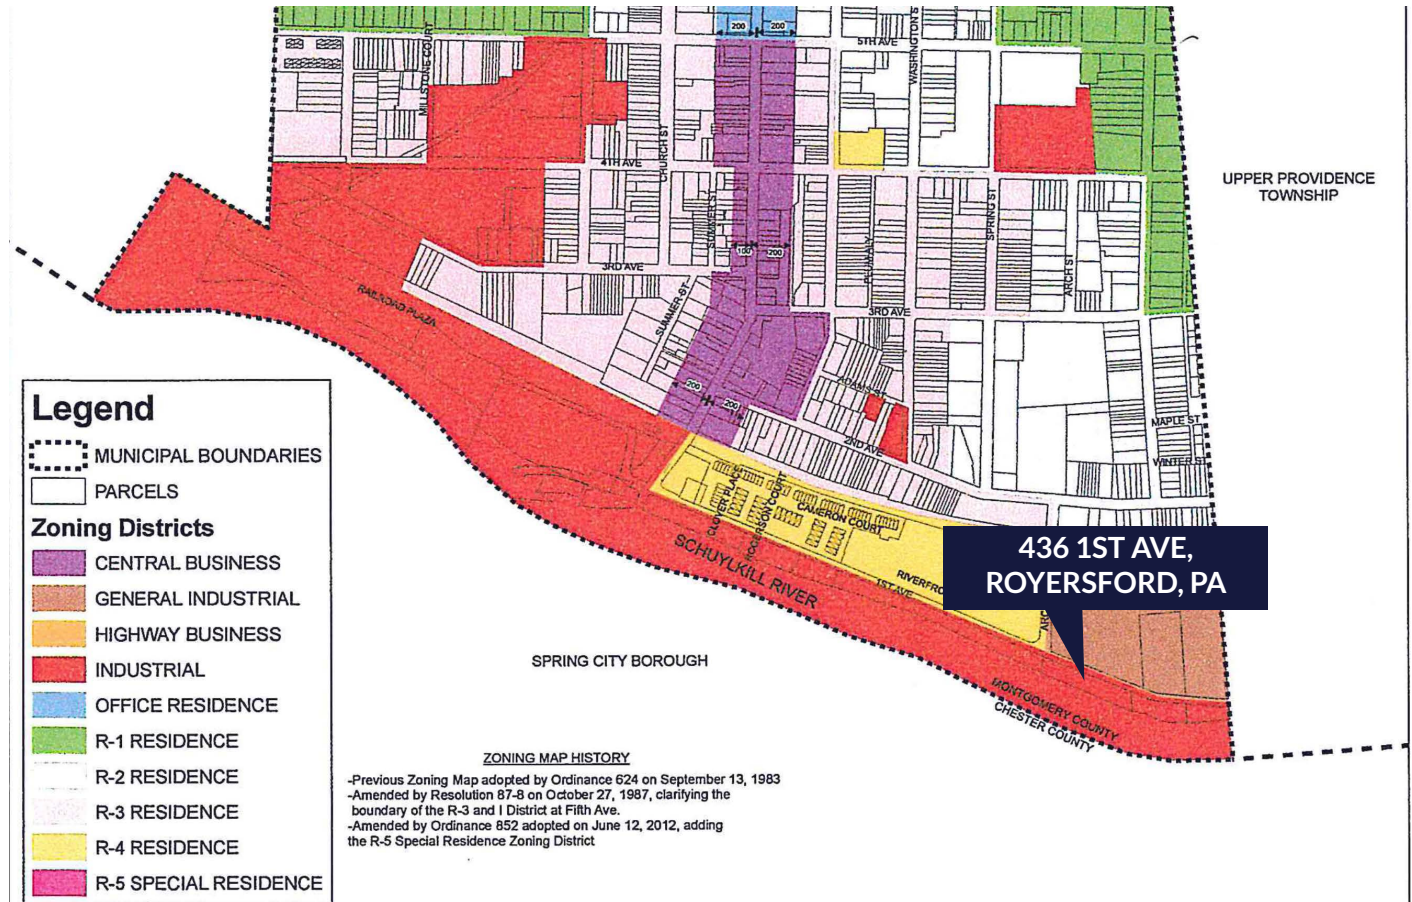 200
200
5TH AVE
WASHINGTON S
MILLSTONE COURT
CHURCH ST
4TH AVE
SUMMER ST
100
200
3RD AVE
SPRING ST
ARCH ST
UPPER PROVIDENCE
TOWNSHIP
RAILROAD PLAZA
SUMMER ST
3RD AVE
ADAMS ST
200
200
2ND AVE
MAPLE ST
WINTER ST
CLOVER PLACE
ROGERSON COURT
CAMERON COURT
SCHUYLKILL RIVER
1ST AVE
RIVERFRO
ARC
436 1ST AVE,
ROYERSFORD, PA
MONTGOMERY COUNTY
CHESTER COUNTY
SPRING CITY BOROUGH
Legend
MUNICIPAL BOUNDARIES
PARCELS
Zoning Districts
CENTRAL BUSINESS
GENERAL INDUSTRIAL
HIGHWAY BUSINESS
INDUSTRIAL
OFFICE RESIDENCE
R-1 RESIDENCE
R-2 RESIDENCE
R-3 RESIDENCE
R-4 RESIDENCE
R-5 SPECIAL RESIDENCE
ZONING MAP HISTORY
-Previous Zoning Map adopted by Ordinance 624 on September 13, 1983
-Amended by Resolution 87-8 on October 27, 1987, clarifying the
boundary of the R-3 and I District at Fifth Ave.
-Amended by Ordinance 852 adopted on June 12, 2012, adding
the R-5 Special Residence Zoning District